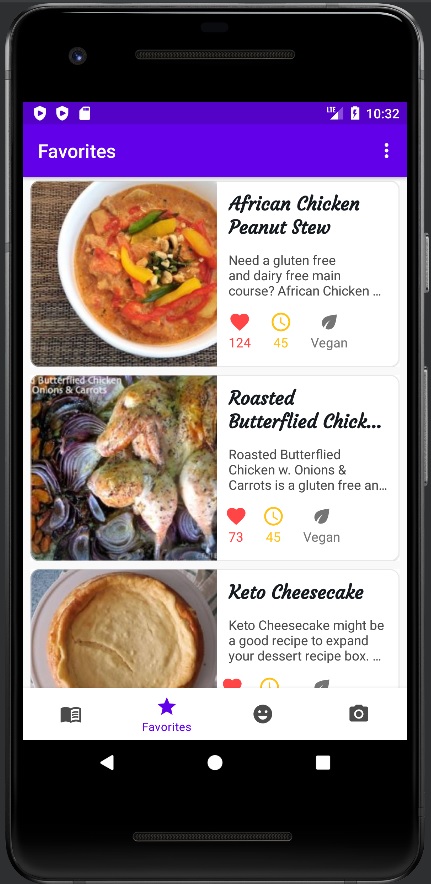 LTE 10:32
Favorites
African Chicken
Peanut Stew
Need a gluten free
and dairy free main
course? African Chicken ...
124 45 Vegan
d Butterflied Chicken
Onions & Carrots
Roasted
Butterflied Chick...
Roasted Butterflied
Chicken w. Onions &
Carrots is a gluten free an...
73 45 Vegan
Keto Cheesecake
Keto Cheesecake might be
a good recipe to expand
your dessert recipe box. ...
Favorites